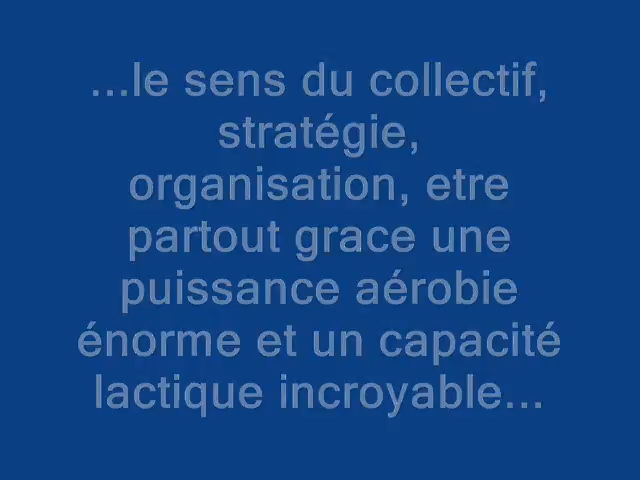 ...le sens du collectif,
stratégie,
organisation, etre
partout grace une
puissance aérobie
énorme et un capacité
lactique incroyable...